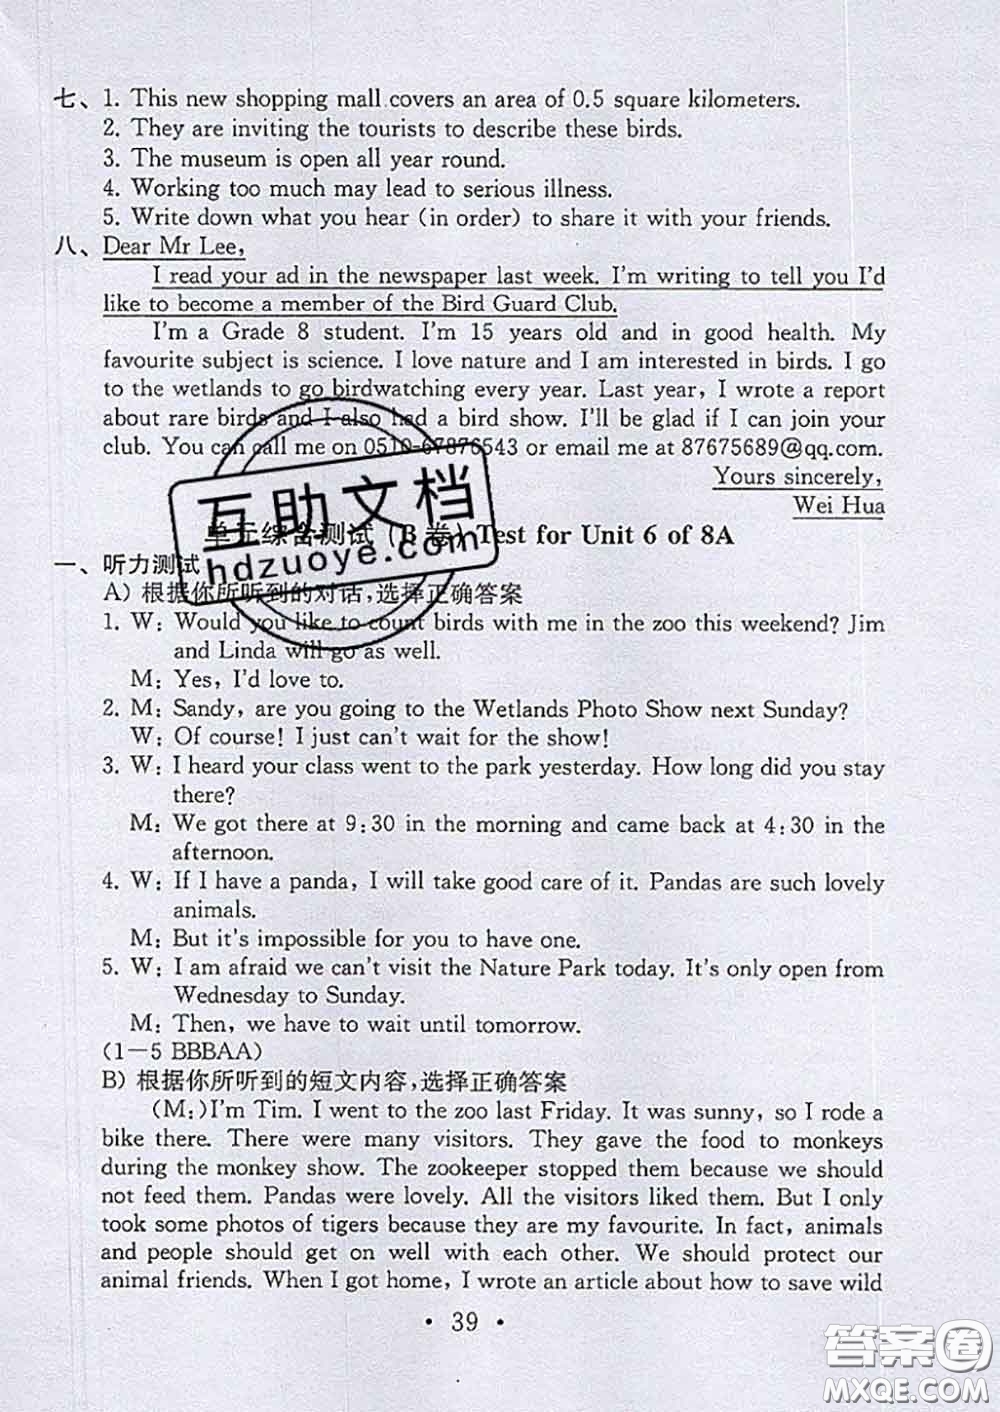 七、1. This new shopping mall covers an area of 0.5 square kilometers.
2. They are inviting the tourists to describe these birds.
3. The museum is open all year round.
4. Working too much may lead to serious illness.
5. Write down what you hear (in order) to share it with your friends.
八、Dear Mr Lee,
I read your ad in the newspaper last week. I'm writing to tell you I'd
like to become a member of the Bird Guard Club.
I'm a Grade 8 student. I'm 15 years old and in good health. My
favourite subject is science. I love nature and I am interested in birds. I go
to the wetlands to go birdwatching every year. Last year, I wrote a report
about rare birds and I also had a bird show. I'll be glad if I can join your
club. You can call me on 0510-67876543 or email me at 87675689@qq.com.
Yours sincerely,
Wei Hua
互助文档
hdzuoye.com
单元综合测试(B卷) Test for Unit 6 of 8A
一、听力测试
A) 根据你所听到的对话,选择正确答案
1. W: Would you like to count birds with me in the zoo this weekend? Jim
and Linda will go as well.
M: Yes, I'd love to.
2. M: Sandy, are you going to the Wetlands Photo Show next Sunday?
W: Of course! I just can't wait for the show!
3. W: I heard your class went to the park yesterday. How long did you stay
there?
M: We got there at 9:30 in the morning and came back at 4:30 in the
afternoon.
4. W: If I have a panda, I will take good care of it. Pandas are such lovely
animals.
M: But it's impossible for you to have one.
5. W: I am afraid we can't visit the Nature Park today. It's only open from
Wednesday to Sunday.
M: Then, we have to wait until tomorrow.
(1—5 BBBAA)
B) 根据你所听到的短文内容,选择正确答案
(M:)I'm Tim. I went to the zoo last Friday. It was sunny, so I rode a
bike there. There were many visitors. They gave the food to monkeys
during the monkey show. The zookeeper stopped them because we should
not feed them. Pandas were lovely. All the visitors liked them. But I only
took some photos of tigers because they are my favourite. In fact, animals
and people should get on well with each other. We should protect our
animal friends. When I got home, I wrote an article about how to save wild
• 39 •
答案圈
MXQE.COM